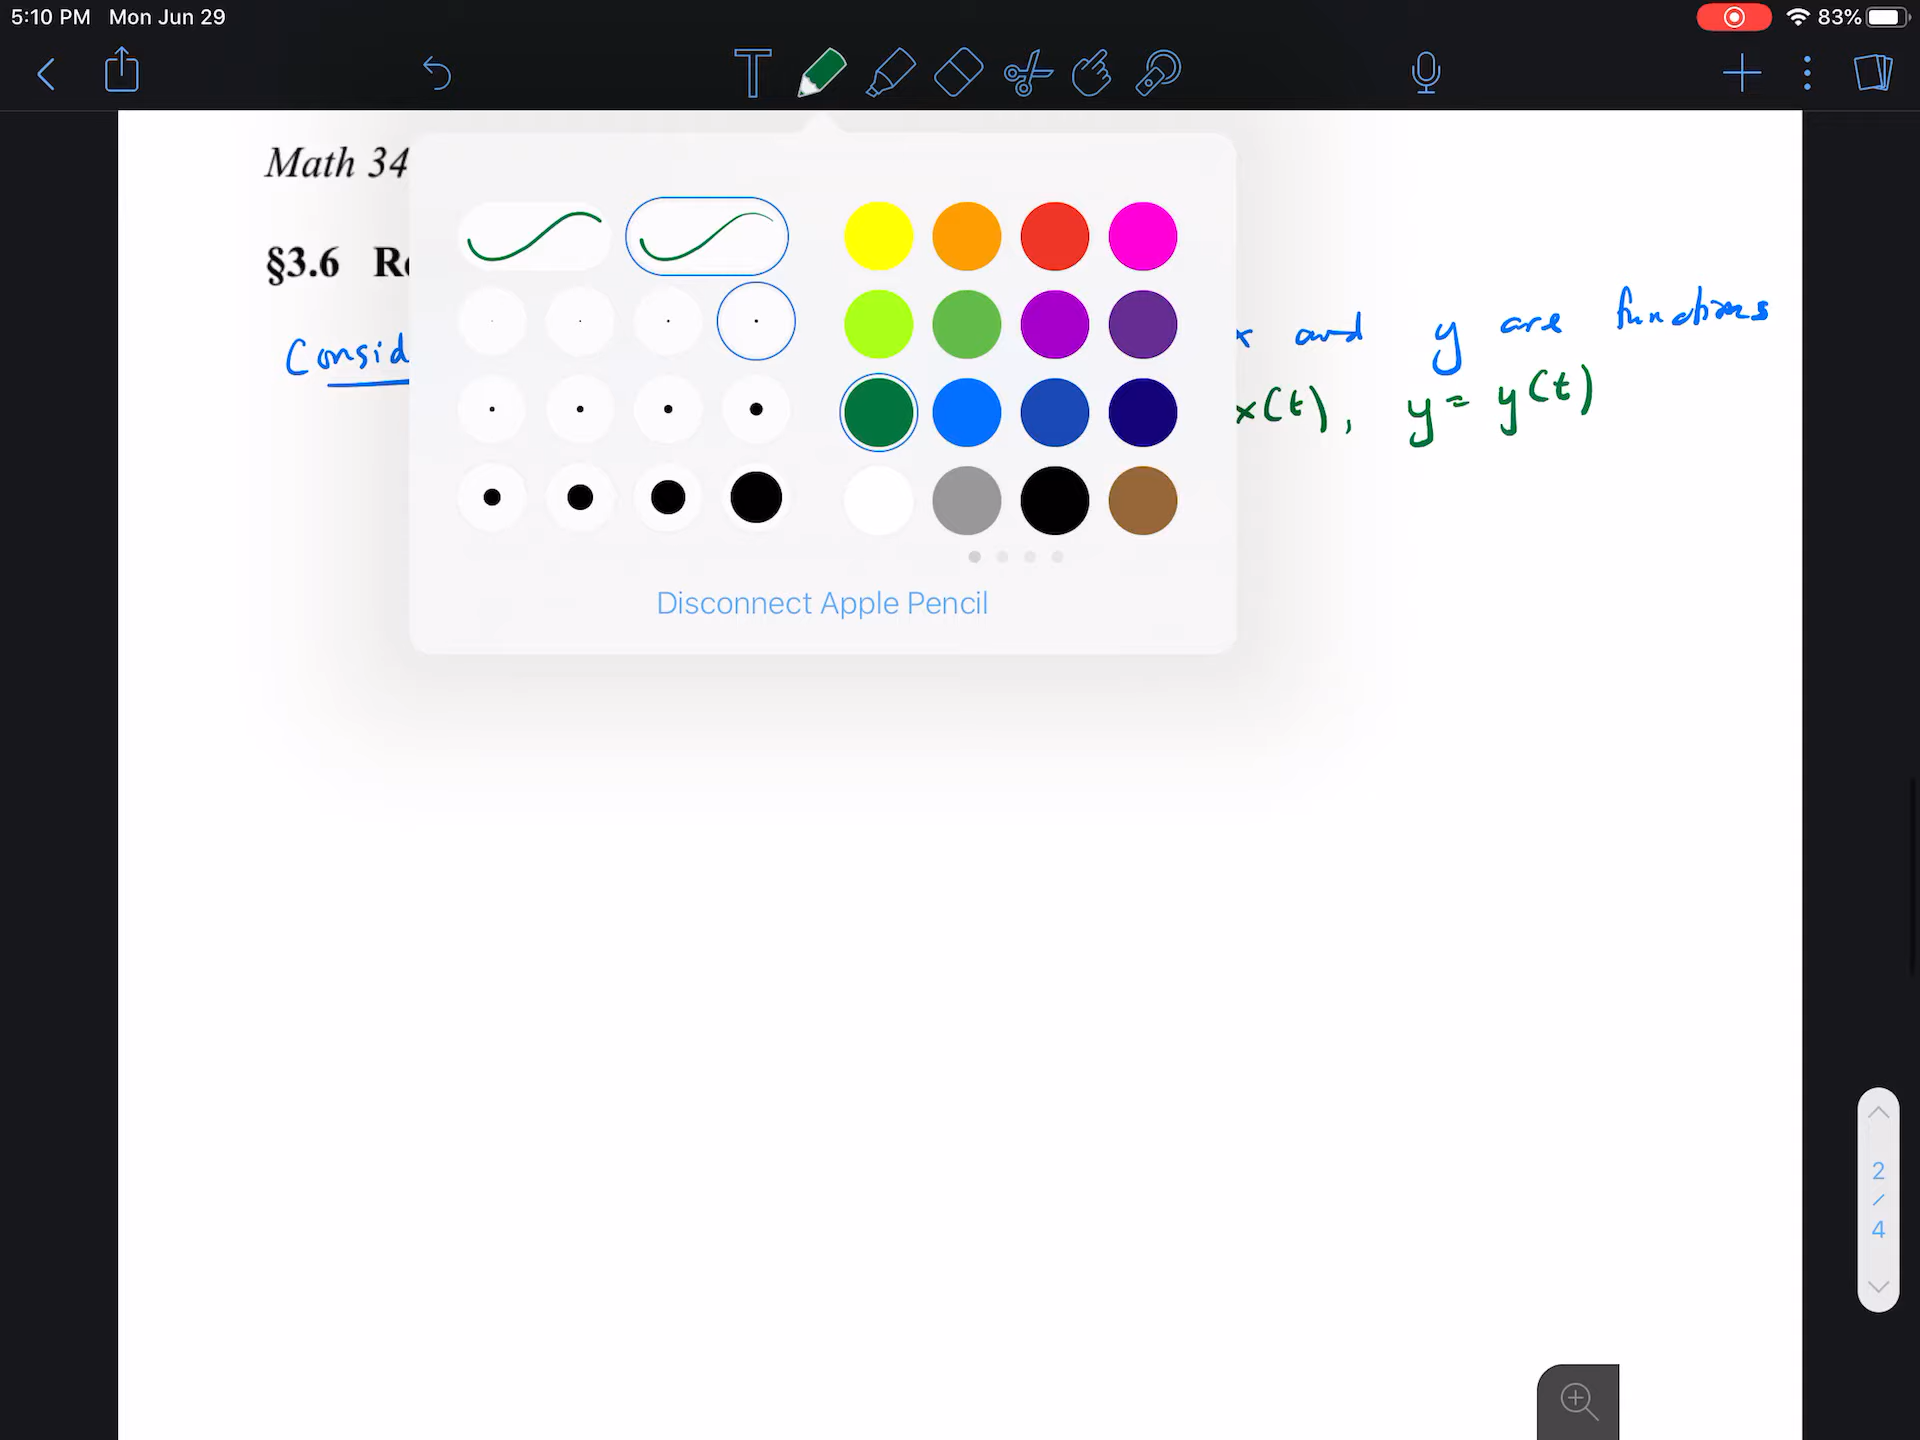 5:10 PM Mon Jun 29
83%
T
Math 34
§3.6 Re
Consid
x and y are functions
x(t), y = y(t)
Disconnect Apple Pencil
2
/
4